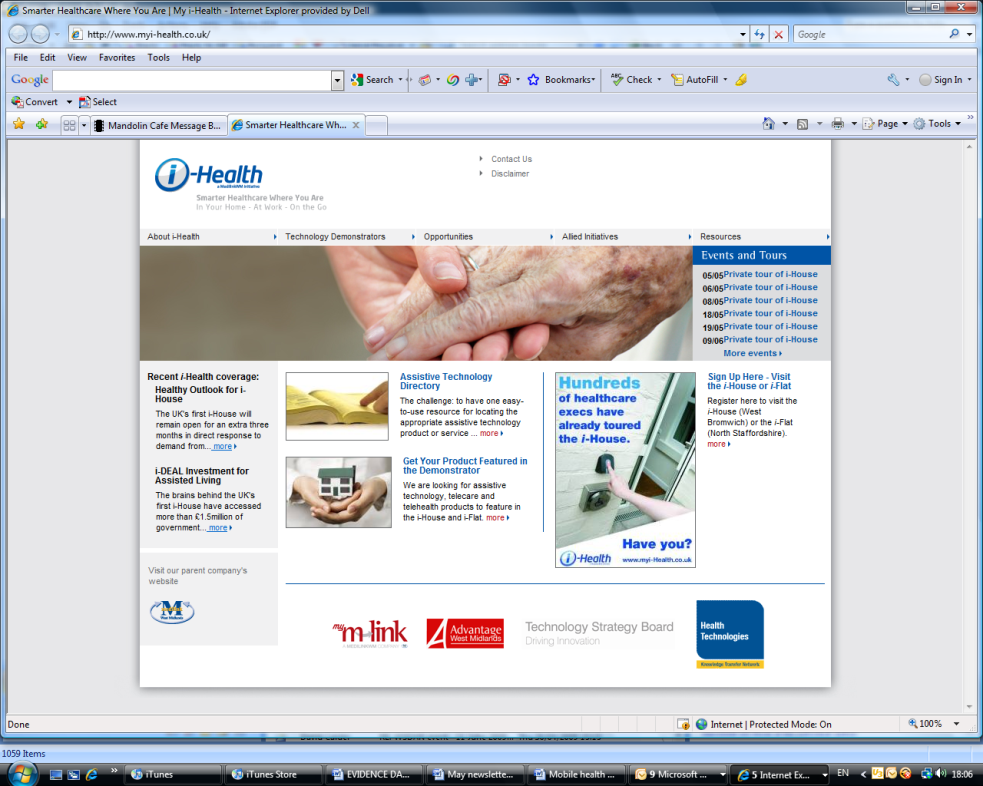 Smarter Healthcare Where You Are | My i-Health - Internet Explorer provided by Dell
http://www.myi-health.co.uk/
Google
File Edit View Favorites Tools Help
Google Search Bookmarks Check AutoFill Sign In
Convert Select
Mandolin Cafe Message B... Smarter Healthcare Wh... Page Tools
i-Health
Smarter Healthcare Where You Are
In Your Home - At Work - On the Go
Contact Us
Disclaimer
About i-Health Technology Demonstrators Opportunities Allied Initiatives Resources
Events and Tours
05/05 Private tour of i-House
06/05 Private tour of i-House
08/05 Private tour of i-House
18/05 Private tour of i-House
19/05 Private tour of i-House
09/06 Private tour of i-House
More events
Recent i-Health coverage:
Healthy Outlook for i-
House
The UK's first i-House will
remain open for an extra three
months in direct response to
demand from... more
i-DEAL Investment for
Assisted Living
The brains behind the UK's
first i-House have accessed
more than £1.5million of
government... more
Visit our parent company's
website
M
Assistive Technology
Directory
The challenge: to have one easy-
to-use resource for locating the
appropriate assistive technology
product or service ... more
Get Your Product Featured in
the Demonstrator
We are looking for assistive
technology, telecare and
telehealth products to feature in
the i-House and i-Flat. more
Hundreds
of healthcare
execs have
already toured
the i-House.
Have you?
i-Health www.myi-Health.co.uk
Sign Up Here - Visit
the i-House or i-Flat
Register here to visit the
i-House (West
Bromwich) or the i-Flat
(North Staffordshire).
more
my m-link
Advantage
West Midlands
Technology Strategy Board
Driving Innovation
Health
Technologies
Knowledge Transfer Network
Done Internet | Protected Mode: On 100%
1059 Items
iTunes iTunes Store EVIDENCE DA... May newslette... Mobile health ... 9 Microsoft ... 5 Internet Ex... EN 18:06